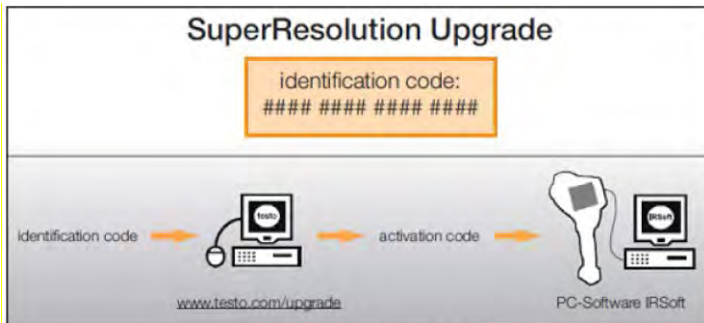 SuperResolution Upgrade
identification code:
#### #### #### ####
identification code
testo
activation code
IRSoft
www.testo.com/upgrade
PC-Software IRSoft